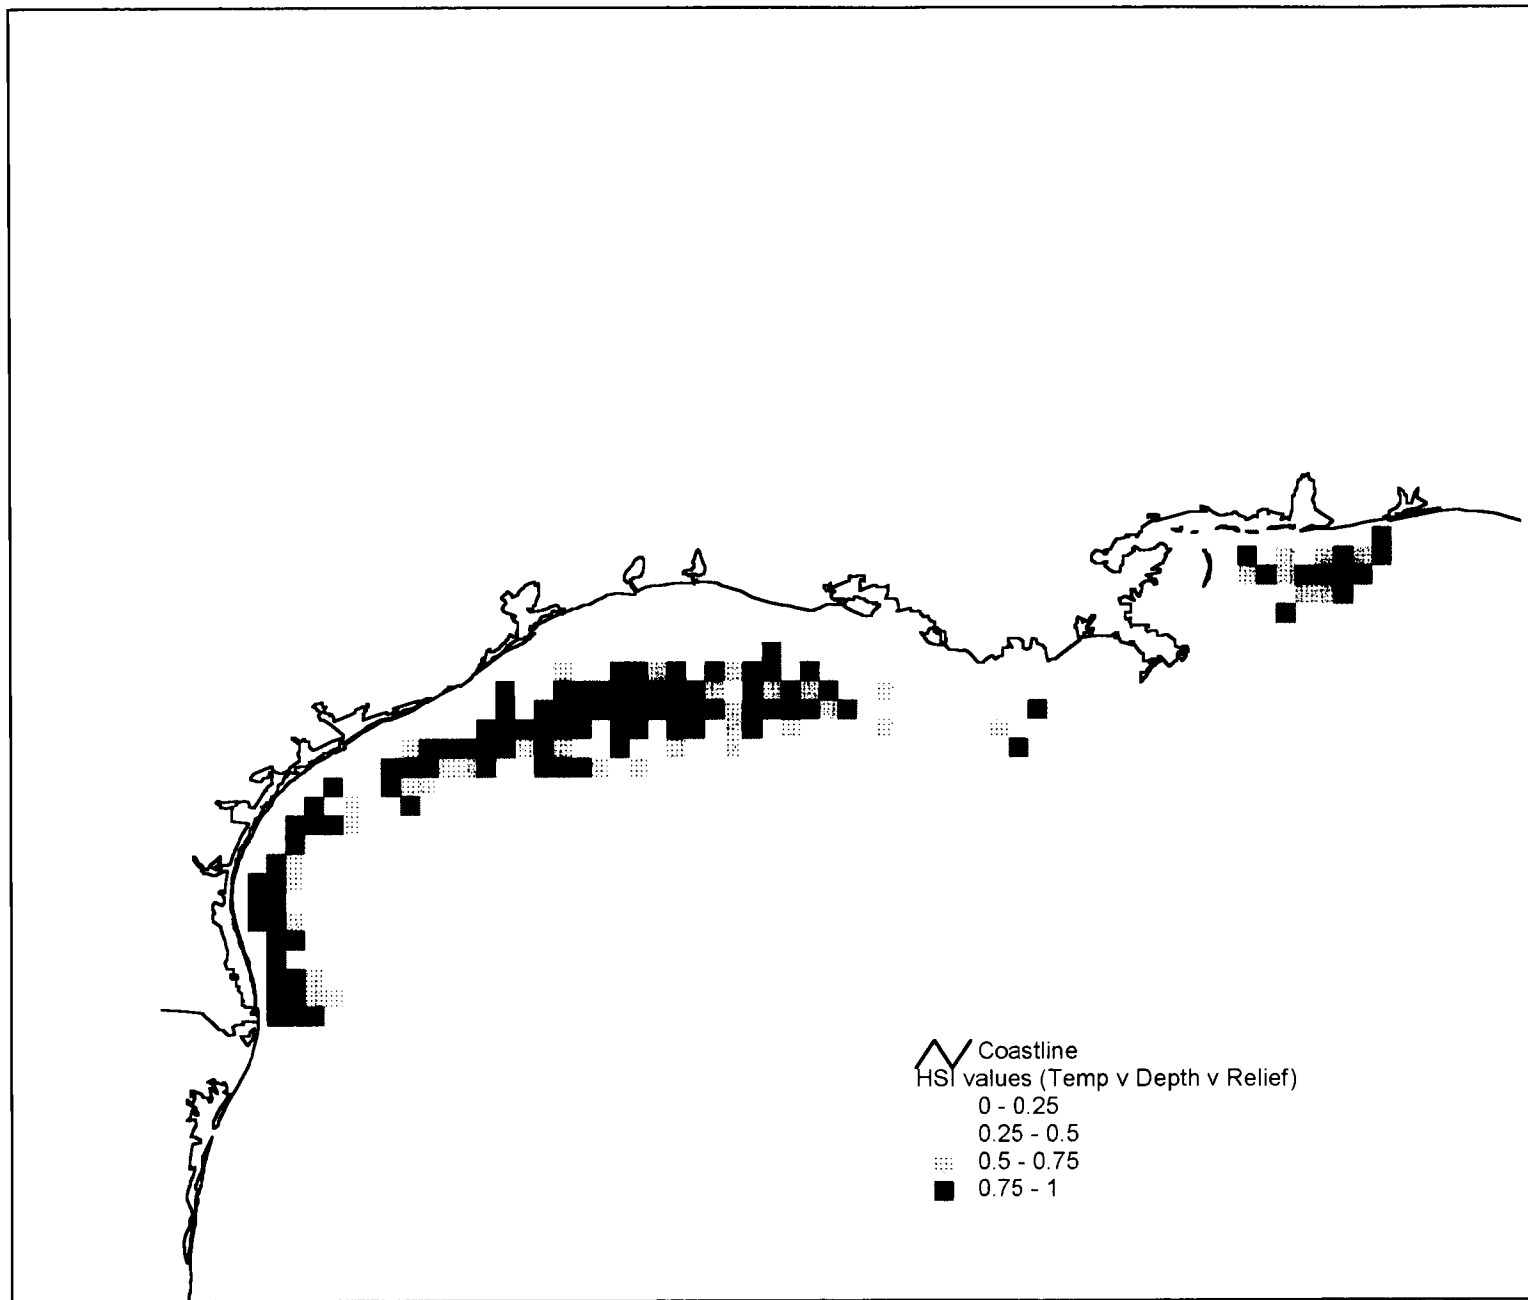 Coastline
HSI values (Temp v Depth v Relief)
0 - 0.25
0.25 - 0.5
0.5 - 0.75
0.75 - 1